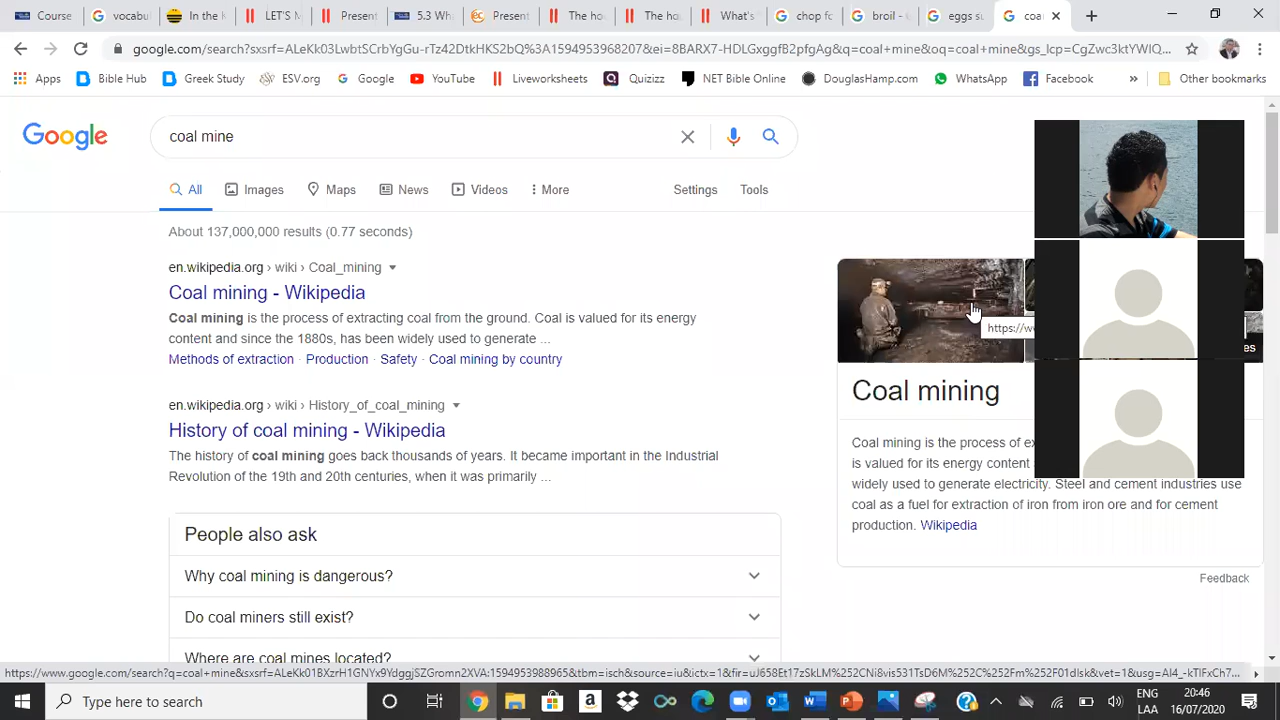 Course
vocabu
In the K
LET'S N
Present
5.3 Wh
Present
The ho
The ho
What's
chop fo
broil - G
eggs su
coal
google.com/search?sxsrf=ALeKk03LwbtSCrbYgGu-rTz42DtkHKS2bQ%3A1594953968207&ei=8BARX7-HDLGxggfB2pfgAg&q=coal+mine&oq=coal+mine&gs_lcp=CgZwc3ktYWIQ...
Apps
Bible Hub
Greek Study
ESV.org
Google
YouTube
Liveworksheets
Quizizz
NET Bible Online
DouglasHamp.com
WhatsApp
Facebook
»
Other bookmarks
Google
coal mine
All
Images
Maps
News
Videos
More
Settings
Tools
About 137,000,000 results (0.77 seconds)
en.wikipedia.org › wiki › Coal_mining
Coal mining - Wikipedia
Coal mining is the process of extracting coal from the ground. Coal is valued for its energy
content and since the 1880s, has been widely used to generate ...
Methods of extraction · Production · Safety · Coal mining by country
en.wikipedia.org › wiki › History_of_coal_mining
History of coal mining - Wikipedia
The history of coal mining goes back thousands of years. It became important in the Industrial
Revolution of the 19th and 20th centuries, when it was primarily ...
People also ask
Why coal mining is dangerous?
Do coal miners still exist?
Where are coal mines located?
https://w
es
Coal mining
Coal mining is the process of ex
is valued for its energy content
widely used to generate electricity. Steel and cement industries use
coal as a fuel for extraction of iron from iron ore and for cement
production. Wikipedia
Feedback
Type here to search
ENG
LAA
20:46
16/07/2020